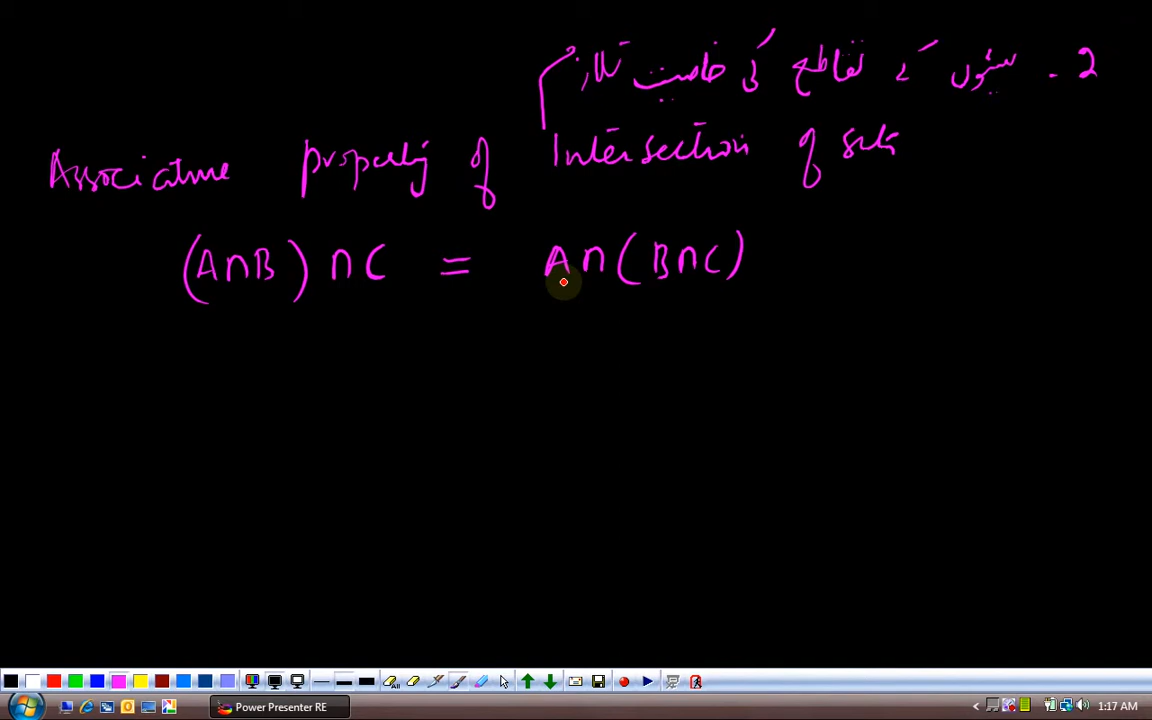 2 - سیٹوں کے تقاطع کی خاصیت تلازم
Associative property of Intersection of sets
(A∩B) ∩ C = A∩(B∩C)
Power Presenter RE
1:17 AM